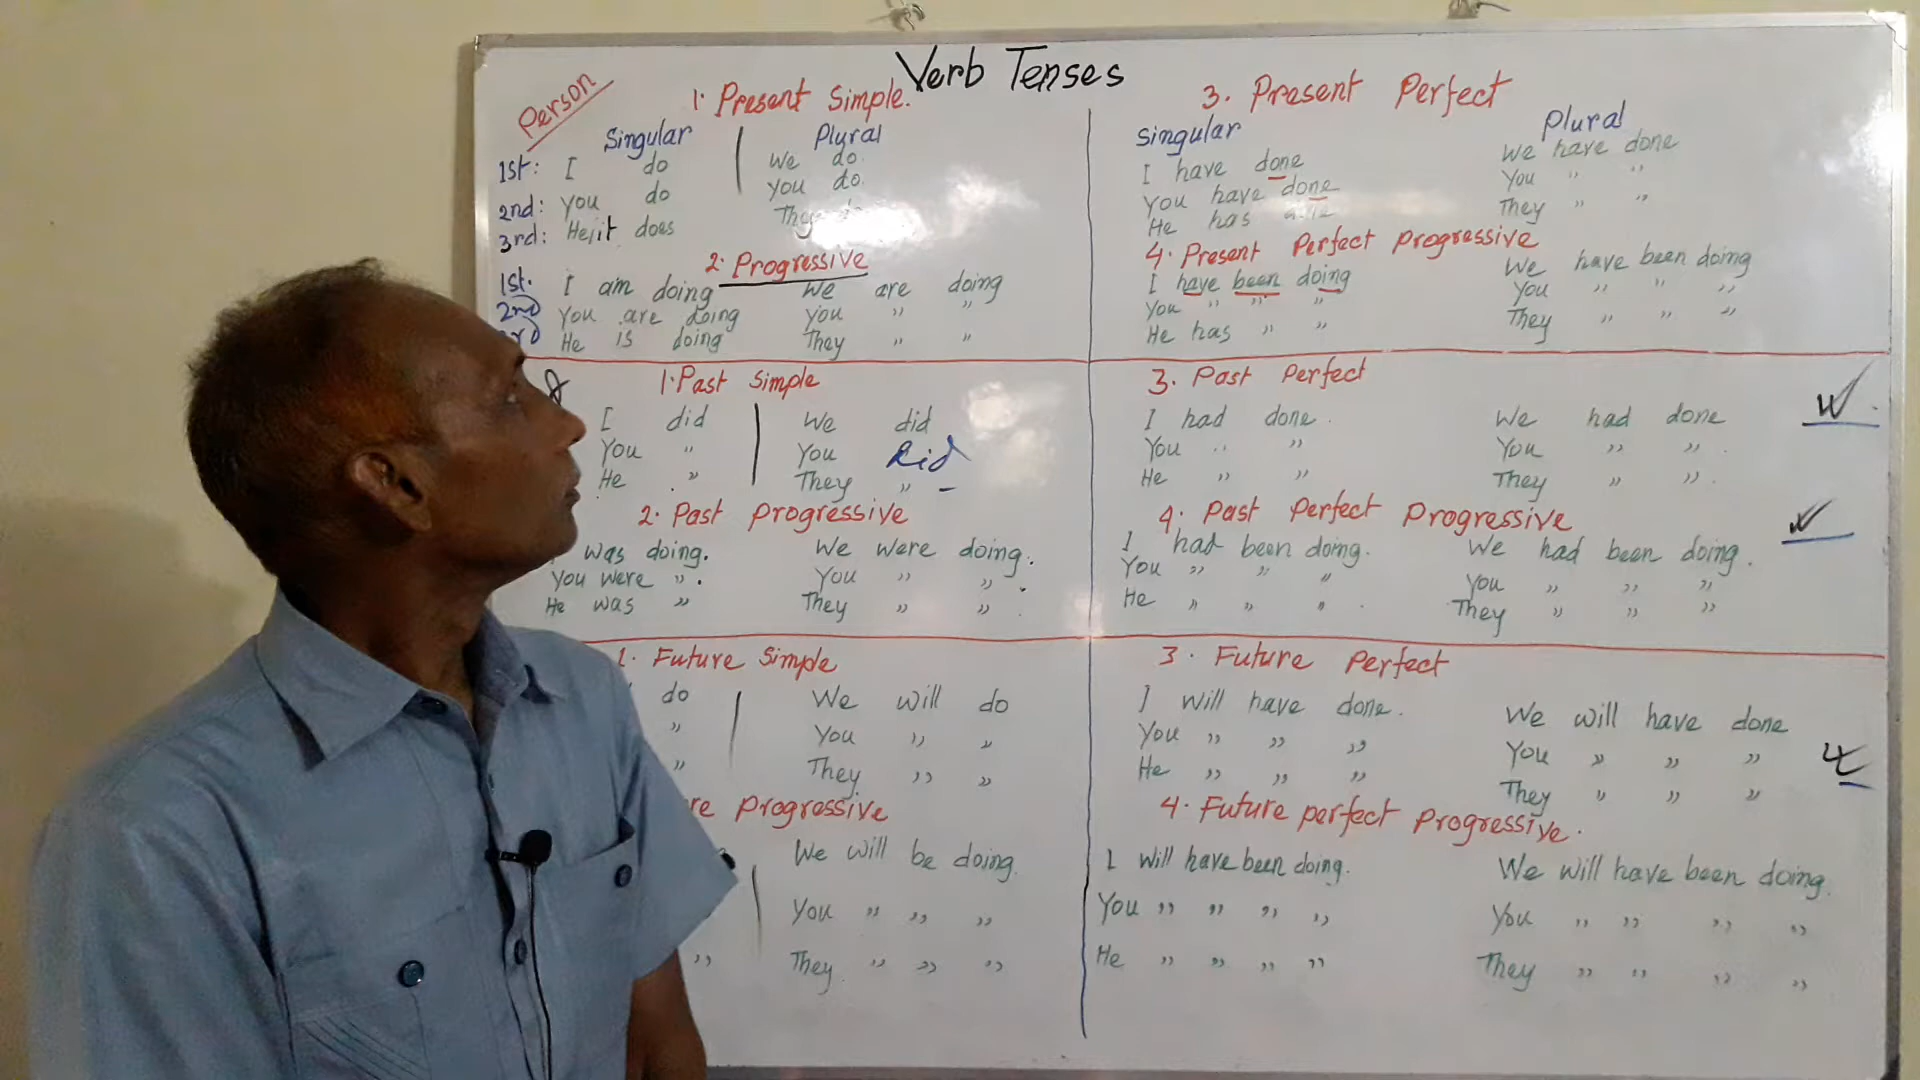 Verb Tenses
Person
1. Present Simple.
Singular Plural
1st: I do We do.
2nd: You do You do.
3rd: He/it does They
2. Progressive
1st. I am doing We are doing
2nd You are doing You " "
3rd He is doing They " "
3. Present Perfect
Singular Plural
I have done We have done
You have done You " "
He has They " "
4. Present Perfect Progressive
I have been doing We have been doing
You " " " You " " "
He has " " They " " "
1. Past Simple
I did We did
You " You did
He " They "
2. Past Progressive
was doing. We were doing.
You were ". You " "
He was " They " "
3. Past Perfect
I had done. We had done
You " " You " "
He " " They " "
4. Past Perfect Progressive
I had been doing. We had been doing.
You " " " You " " "
He " " " They " " "
1. Future Simple
do We will do
" You " "
" They " "
re Progressive
We will be doing.
You " " "
" They " " "
3. Future Perfect
I will have done. We will have done
You " " " You " " "
He " " " They " " "
4. Future perfect Progressive.
I will have been doing. We will have been doing.
You " " " " You " " " "
He " " " " They " " " "